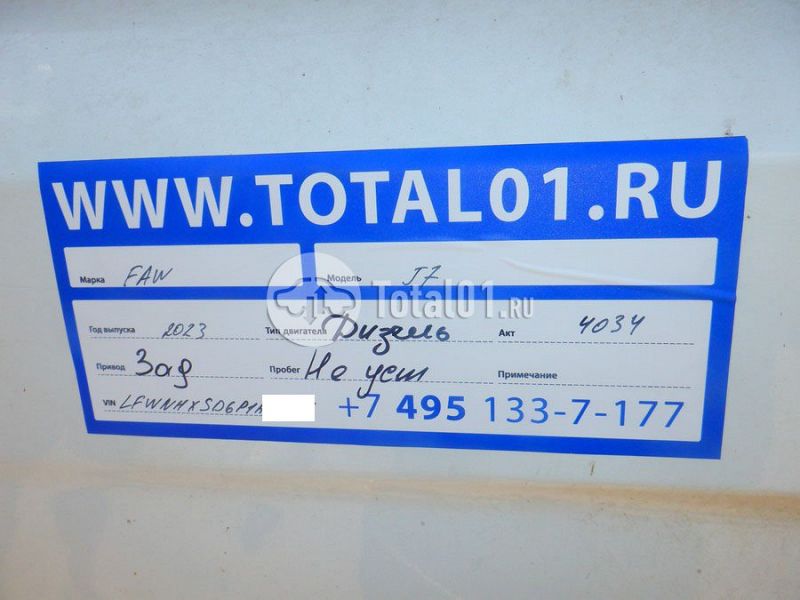 WWW.TOTAL01.RU
Марка FAW Модель J7
Total01.RU
Год выпуска 2023 Тип двигателя Дизель Акт 4034
Привод Зад Пробег Не уст Примечание
VIN LFWNHXSD6P1 +7 495 133-7-177